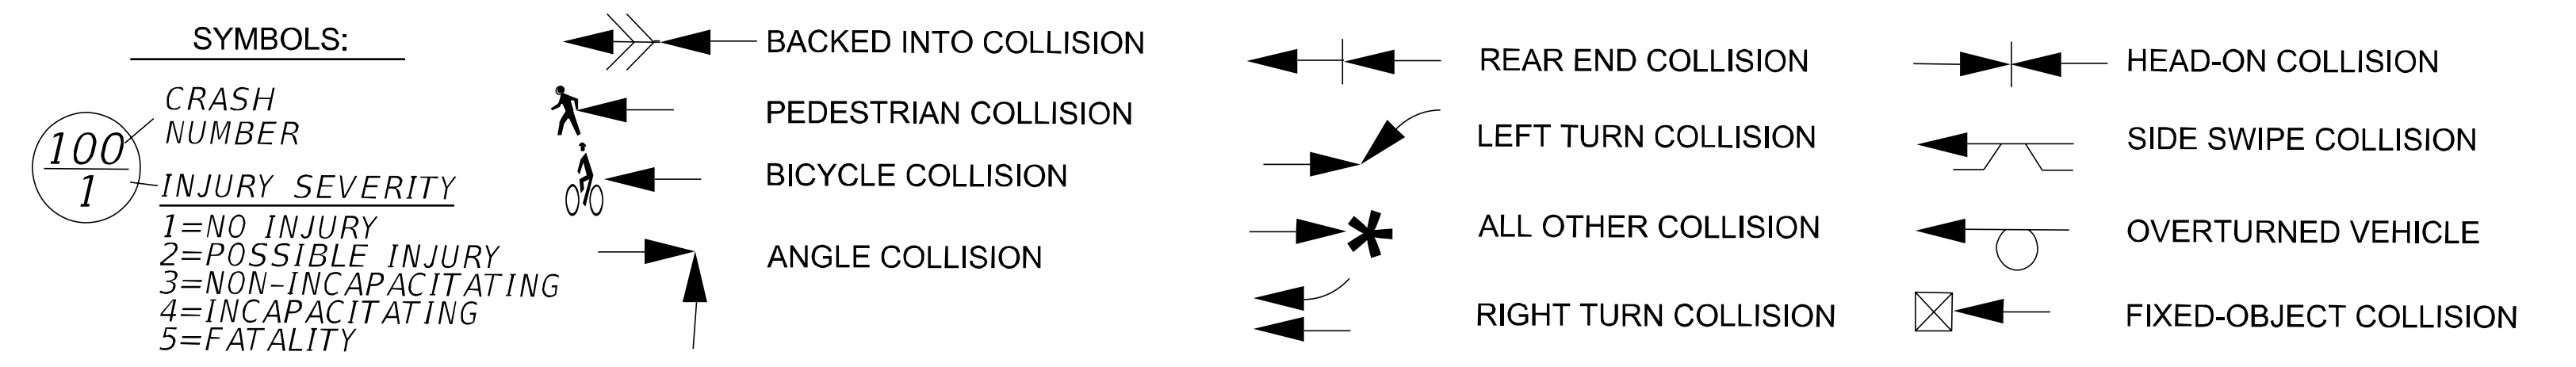 SYMBOLS:
CRASH
NUMBER
100
1
INJURY SEVERITY
1=NO INJURY
2=POSSIBLE INJURY
3=NON-INCAPACITATING
4=INCAPACITATING
5=FATALITY
BACKED INTO COLLISION
PEDESTRIAN COLLISION
BICYCLE COLLISION
ANGLE COLLISION
REAR END COLLISION
LEFT TURN COLLISION
ALL OTHER COLLISION
RIGHT TURN COLLISION
HEAD-ON COLLISION
SIDE SWIPE COLLISION
OVERTURNED VEHICLE
FIXED-OBJECT COLLISION